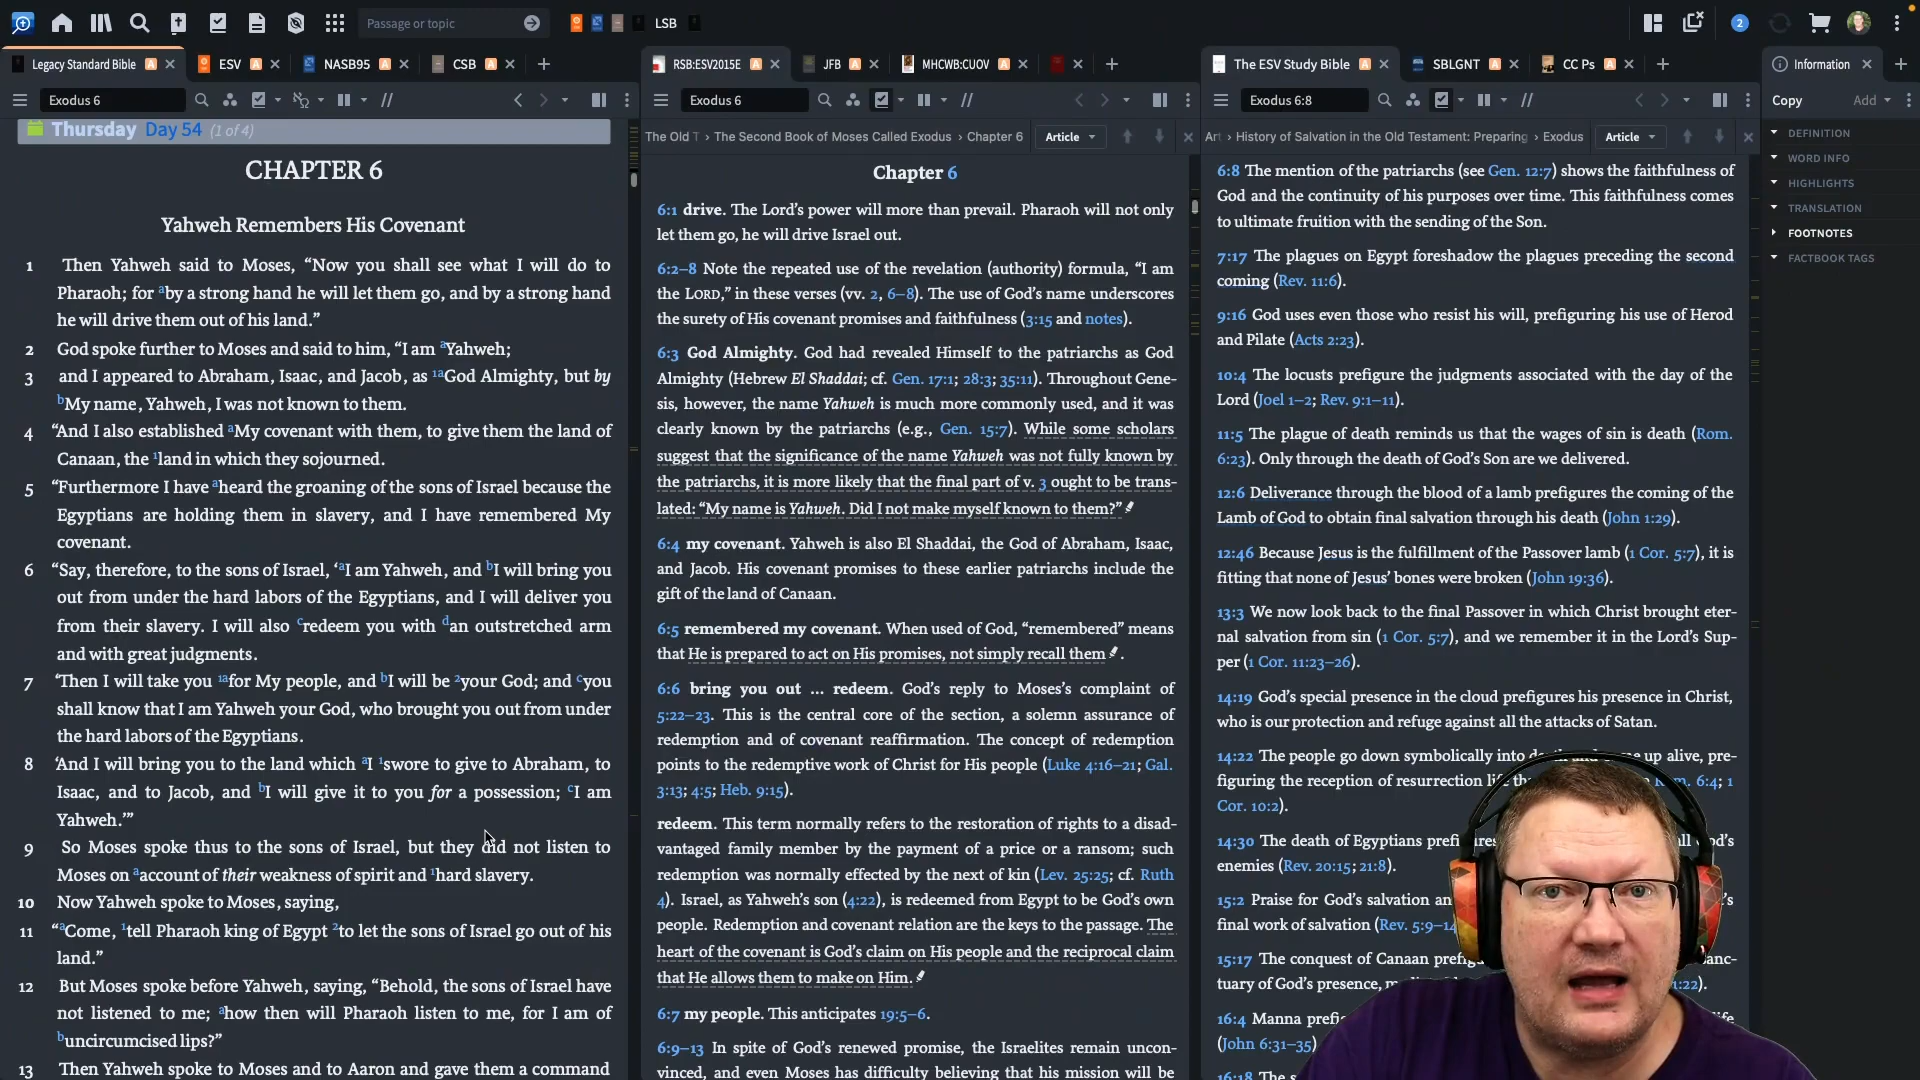 Passage or topic
LSB
2
Legacy Standard Bible A
ESV A
NASB95 A
CSB A
RSB:ESV2015E A
JFB A
MHCWB:CUOV A
A
The ESV Study Bible A
SBLGNT A
CC Ps A
Information
Exodus 6
Exodus 6
Exodus 6:8
Copy
Add
Thursday Day 54 (1 of 4)
CHAPTER 6
Yahweh Remembers His Covenant
1 Then Yahweh said to Moses, “Now you shall see what I will do to
Pharaoh; for ªby a strong hand he will let them go, and by a strong hand
he will drive them out of his land.”
2 God spoke further to Moses and said to him, “I am ªYahweh;
3 and I appeared to Abraham, Isaac, and Jacob, as ¹ªGod Almighty, but by
ᵇMy name, Yahweh, I was not known to them.
4 “And I also established ªMy covenant with them, to give them the land of
Canaan, the ¹land in which they sojourned.
5 “Furthermore I have ªheard the groaning of the sons of Israel because the
Egyptians are holding them in slavery, and I have remembered My
covenant.
6 “Say, therefore, to the sons of Israel, ‘ªI am Yahweh, and ᵇI will bring you
out from under the hard labors of the Egyptians, and I will deliver you
from their slavery. I will also ᶜredeem you with ᵈan outstretched arm
and with great judgments.
7 ‘Then I will take you ¹ªfor My people, and ᵇI will be ²your God; and ᶜyou
shall know that I am Yahweh your God, who brought you out from under
the hard labors of the Egyptians.
8 ‘And I will bring you to the land which ªI ¹swore to give to Abraham, to
Isaac, and to Jacob, and ᵇI will give it to you for a possession; ᶜI am
Yahweh.’”
9 So Moses spoke thus to the sons of Israel, but they did not listen to
Moses on ªaccount of their weakness of spirit and ¹hard slavery.
10 Now Yahweh spoke to Moses, saying,
11 “ªCome, ¹tell Pharaoh king of Egypt ²to let the sons of Israel go out of his
land.”
12 But Moses spoke before Yahweh, saying, “Behold, the sons of Israel have
not listened to me; ªhow then will Pharaoh listen to me, for I am of
ᵇuncircumcised lips?”
13 Then Yahweh spoke to Moses and to Aaron and gave them a command
The Old T › The Second Book of Moses Called Exodus › Chapter 6
Article
Chapter 6
6:1 drive. The Lord’s power will more than prevail. Pharaoh will not only
let them go, he will drive Israel out.
6:2–8 Note the repeated use of the revelation (authority) formula, “I am
the LORD,” in these verses (vv. 2, 6–8). The use of God’s name underscores
the surety of His covenant promises and faithfulness (3:15 and notes).
6:3 God Almighty. God had revealed Himself to the patriarchs as God
Almighty (Hebrew El Shaddai; cf. Gen. 17:1; 28:3; 35:11). Throughout Gene-
sis, however, the name Yahweh is much more commonly used, and it was
clearly known by the patriarchs (e.g., Gen. 15:7). While some scholars
suggest that the significance of the name Yahweh was not fully known by
the patriarchs, it is more likely that the final part of v. 3 ought to be trans-
lated: “My name is Yahweh. Did I not make myself known to them?”
6:4 my covenant. Yahweh is also El Shaddai, the God of Abraham, Isaac,
and Jacob. His covenant promises to these earlier patriarchs include the
gift of the land of Canaan.
6:5 remembered my covenant. When used of God, “remembered” means
that He is prepared to act on His promises, not simply recall them.
6:6 bring you out ... redeem. God’s reply to Moses’s complaint of
5:22–23. This is the central core of the section, a solemn assurance of
redemption and of covenant reaffirmation. The concept of redemption
points to the redemptive work of Christ for His people (Luke 4:16–21; Gal.
3:13; 4:5; Heb. 9:15).
redeem. This term normally refers to the restoration of rights to a disad-
vantaged family member by the payment of a price or a ransom; such
redemption was normally effected by the next of kin (Lev. 25:25; cf. Ruth
4). Israel, as Yahweh’s son (4:22), is redeemed from Egypt to be God’s own
people. Redemption and covenant relation are the keys to the passage. The
heart of the covenant is God’s claim on His people and the reciprocal claim
that He allows them to make on Him.
6:7 my people. This anticipates 19:5–6.
6:9–13 In spite of God’s renewed promise, the Israelites remain uncon-
vinced, and even Moses has difficulty believing that his mission will be
Ar › History of Salvation in the Old Testament: Preparing › Exodus
Article
6:8 The mention of the patriarchs (see Gen. 12:7) shows the faithfulness of
God and the continuity of his purposes over time. This faithfulness comes
to ultimate fruition with the sending of the Son.
7:17 The plagues on Egypt foreshadow the plagues preceding the second
coming (Rev. 11:6).
9:16 God uses even those who resist his will, prefiguring his use of Herod
and Pilate (Acts 2:23).
10:4 The locusts prefigure the judgments associated with the day of the
Lord (Joel 1–2; Rev. 9:1–11).
11:5 The plague of death reminds us that the wages of sin is death (Rom.
6:23). Only through the death of God’s Son are we delivered.
12:6 Deliverance through the blood of a lamb prefigures the coming of the
Lamb of God to obtain final salvation through his death (John 1:29).
12:46 Because Jesus is the fulfillment of the Passover lamb (1 Cor. 5:7), it is
fitting that none of Jesus’ bones were broken (John 19:36).
13:3 We now look back to the final Passover in which Christ brought eter-
nal salvation from sin (1 Cor. 5:7), and we remember it in the Lord’s Sup-
per (1 Cor. 11:23–26).
14:19 God’s special presence in the cloud prefigures his presence in Christ,
who is our protection and refuge against all the attacks of Satan.
14:22 The people go down symbolically into up alive, pre-
figuring the reception of resurrection Rom. 6:4; 1
Cor. 10:2).
14:30 The death of Egyptians God’s
enemies (Rev. 20:15; 21:8).
15:2 Praise for God’s salvation
final work of salvation (Rev. 5:9–14
15:17 The conquest of Canaan
tuary of God’s presence, 1:22).
16:4 Manna life
(John 6:31–35)
16:18 The
DEFINITION
WORD INFO
HIGHLIGHTS
TRANSLATION
FOOTNOTES
FACTBOOK TAGS